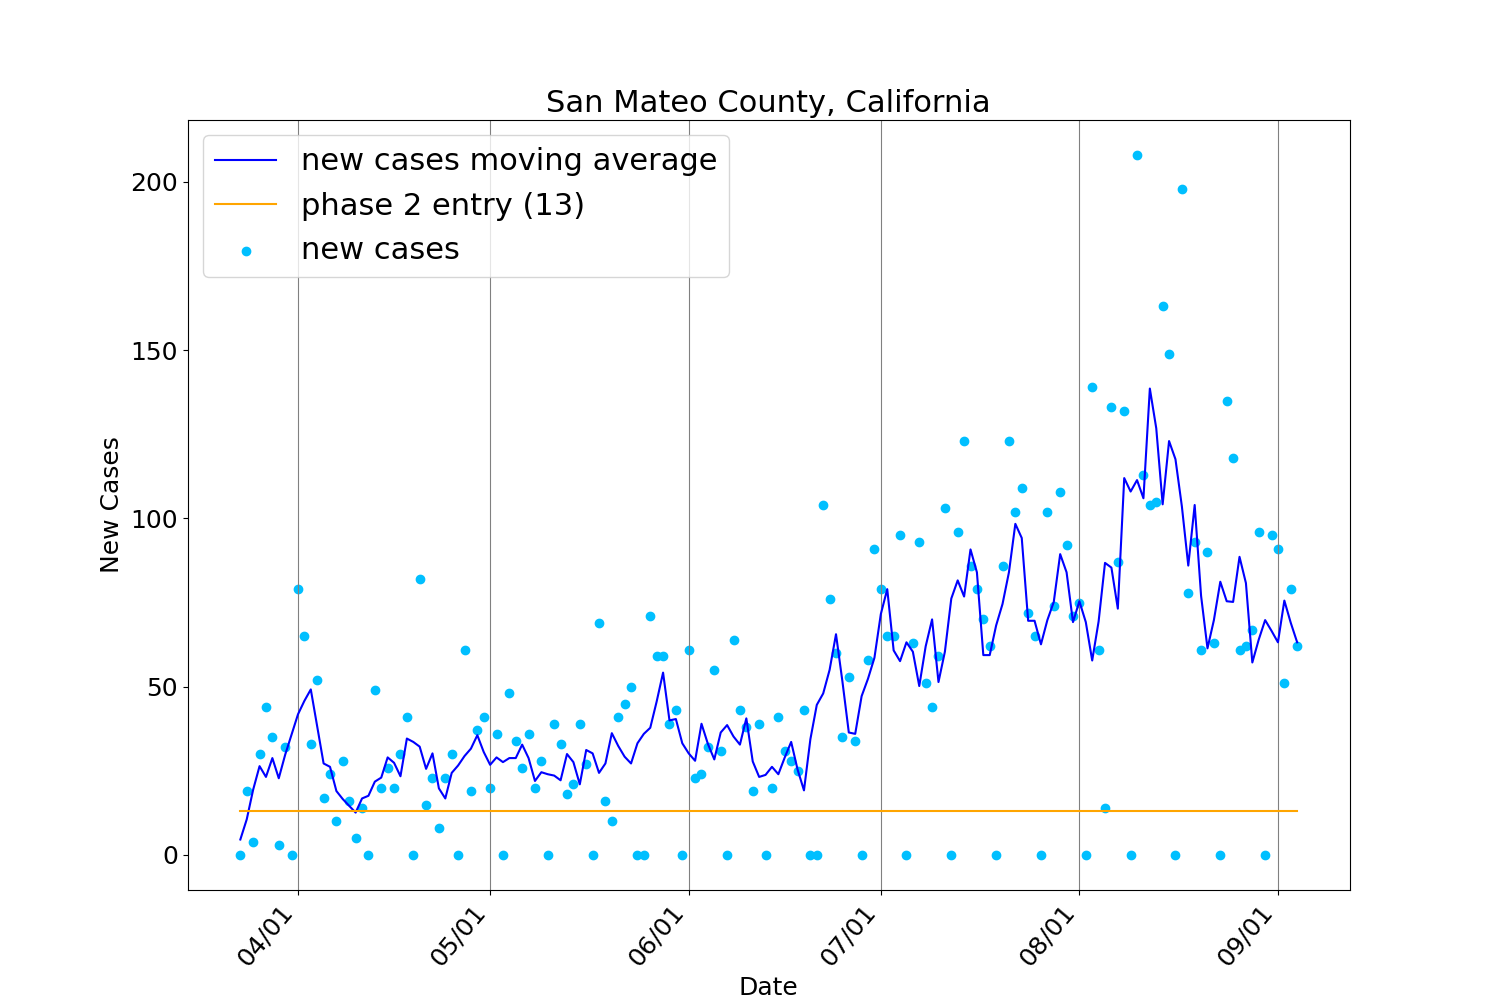 San Mateo County, California
new cases moving average
phase 2 entry (13)
new cases
200
150
100
50
0
New Cases
04/01
05/01
06/01
07/01
08/01
09/01
Date